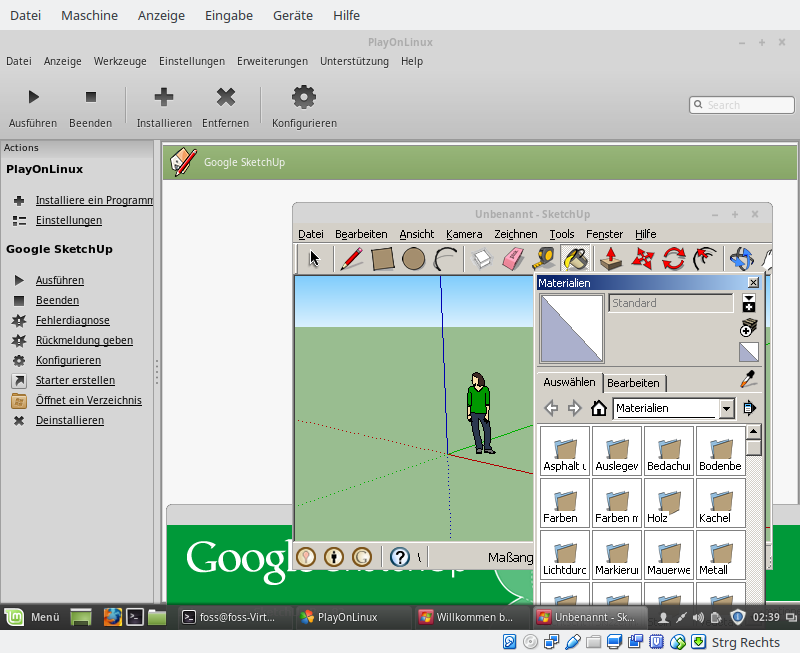 Datei Maschine Anzeige Eingabe Geräte Hilfe
PlayOnLinux
Datei Anzeige Werkzeuge Einstellungen Erweiterungen Unterstützung Help
Ausführen Beenden Installieren Entfernen Konfigurieren
Search
Actions
PlayOnLinux
Installiere ein Programm
Einstellungen
Google SketchUp
Ausführen
Beenden
Fehlerdiagnose
Rückmeldung geben
Konfigurieren
Starter erstellen
Öffnet ein Verzeichnis
Deinstallieren
Google SketchUp
Unbenannt - SketchUp
Datei Bearbeiten Ansicht Kamera Zeichnen Tools Fenster Hilfe
Materialien
Standard
Auswählen Bearbeiten
Materialien
Asphalt u Auslegev Bedachur Bodenbe
Farben Farben m Holz Kachel
Lichtdurc Markierur Mauerwe Metall
Maßang
Google
foss@foss-Virt...
Menü PlayOnLinux Willkommen b... Unbenannt - Sk... 02:39
Strg Rechts